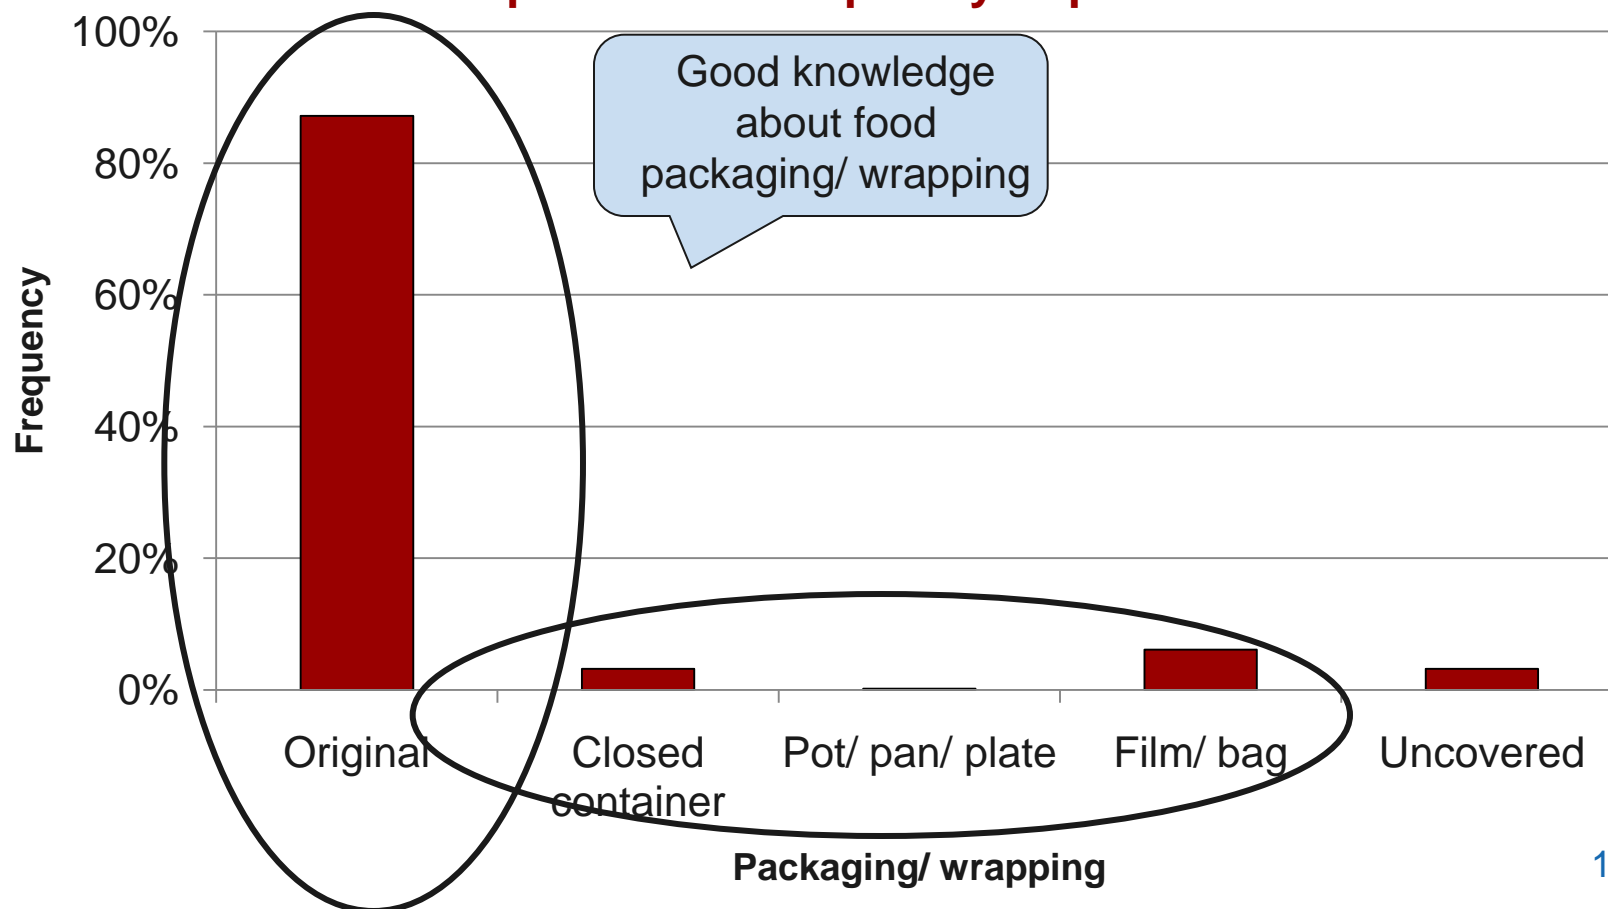 100%
Good knowledge
about food
packaging/ wrapping
80%
60%
40%
20%
0%
Frequency
Original
Closed
container
Pot/ pan/ plate
Film/ bag
Uncovered
Packaging/ wrapping
1